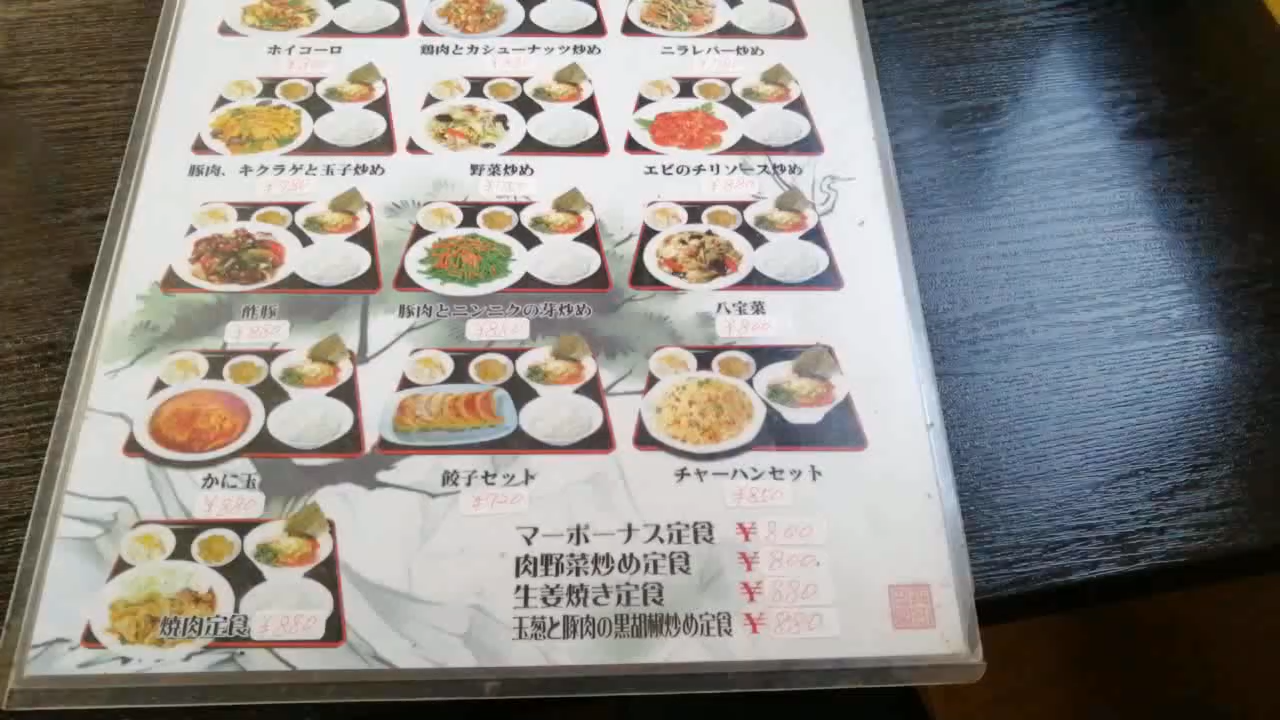 ホイコーロ
鶏肉とカシューナッツ炒め
ニラレバー炒め
豚肉、キクラゲと玉子炒め
野菜炒め
エビのチリソース炒め
¥780
¥880
酢豚
豚肉とニンニクの芽炒め
八宝菜
¥880
¥880
¥800
かに玉
餃子セット
チャーハンセット
¥880
¥720
¥850
マーボーナス定食 ¥800
肉野菜炒め定食 ¥800
生姜焼き定食 ¥880
玉葱と豚肉の黒胡椒炒め定食 ¥880
焼肉定食 ¥880